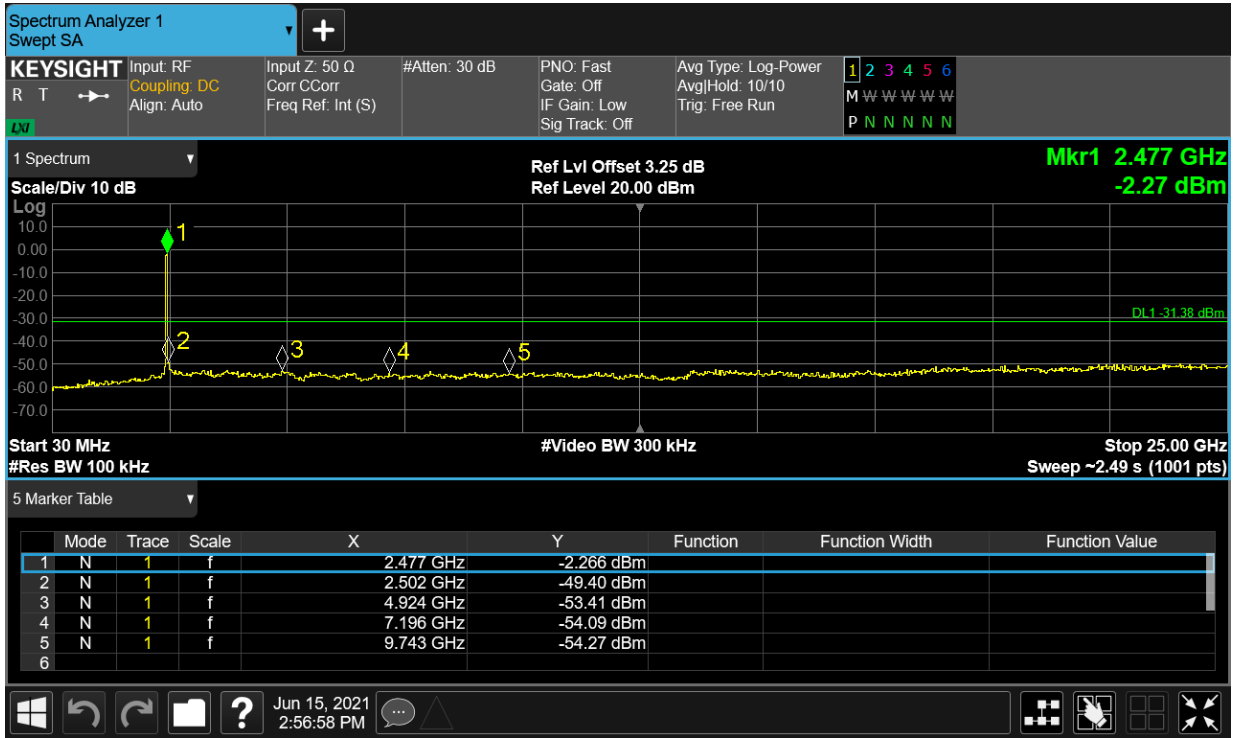 Spectrum Analyzer 1
Swept SA
▼
+
KEYSIGHT
R T
LXI
Input: RF
Coupling: DC
Align: Auto
Input Z: 50 Ω
Corr CCorr
Freq Ref: Int (S)
#Atten: 30 dB
PNO: Fast
Gate: Off
IF Gain: Low
Sig Track: Off
Avg Type: Log-Power
Avg|Hold: 10/10
Trig: Free Run
1 2 3 4 5 6
M W W W W W
P N N N N N
1 Spectrum ▼
Scale/Div 10 dB
Ref Lvl Offset 3.25 dB
Ref Level 20.00 dBm
Mkr1 2.477 GHz
-2.27 dBm
Log
10.0
0.00
-10.0
-20.0
-30.0
-40.0
-50.0
-60.0
-70.0
1
2
3
4
5
DL1 -31.38 dBm
Start 30 MHz
#Res BW 100 kHz
#Video BW 300 kHz
Stop 25.00 GHz
Sweep ~2.49 s (1001 pts)
5 Marker Table ▼
Mode Trace Scale X Y Function Function Width Function Value
1 N 1 f 2.477 GHz -2.266 dBm
2 N 1 f 2.502 GHz -49.40 dBm
3 N 1 f 4.924 GHz -53.41 dBm
4 N 1 f 7.196 GHz -54.09 dBm
5 N 1 f 9.743 GHz -54.27 dBm
6
?
Jun 15, 2021
2:56:58 PM